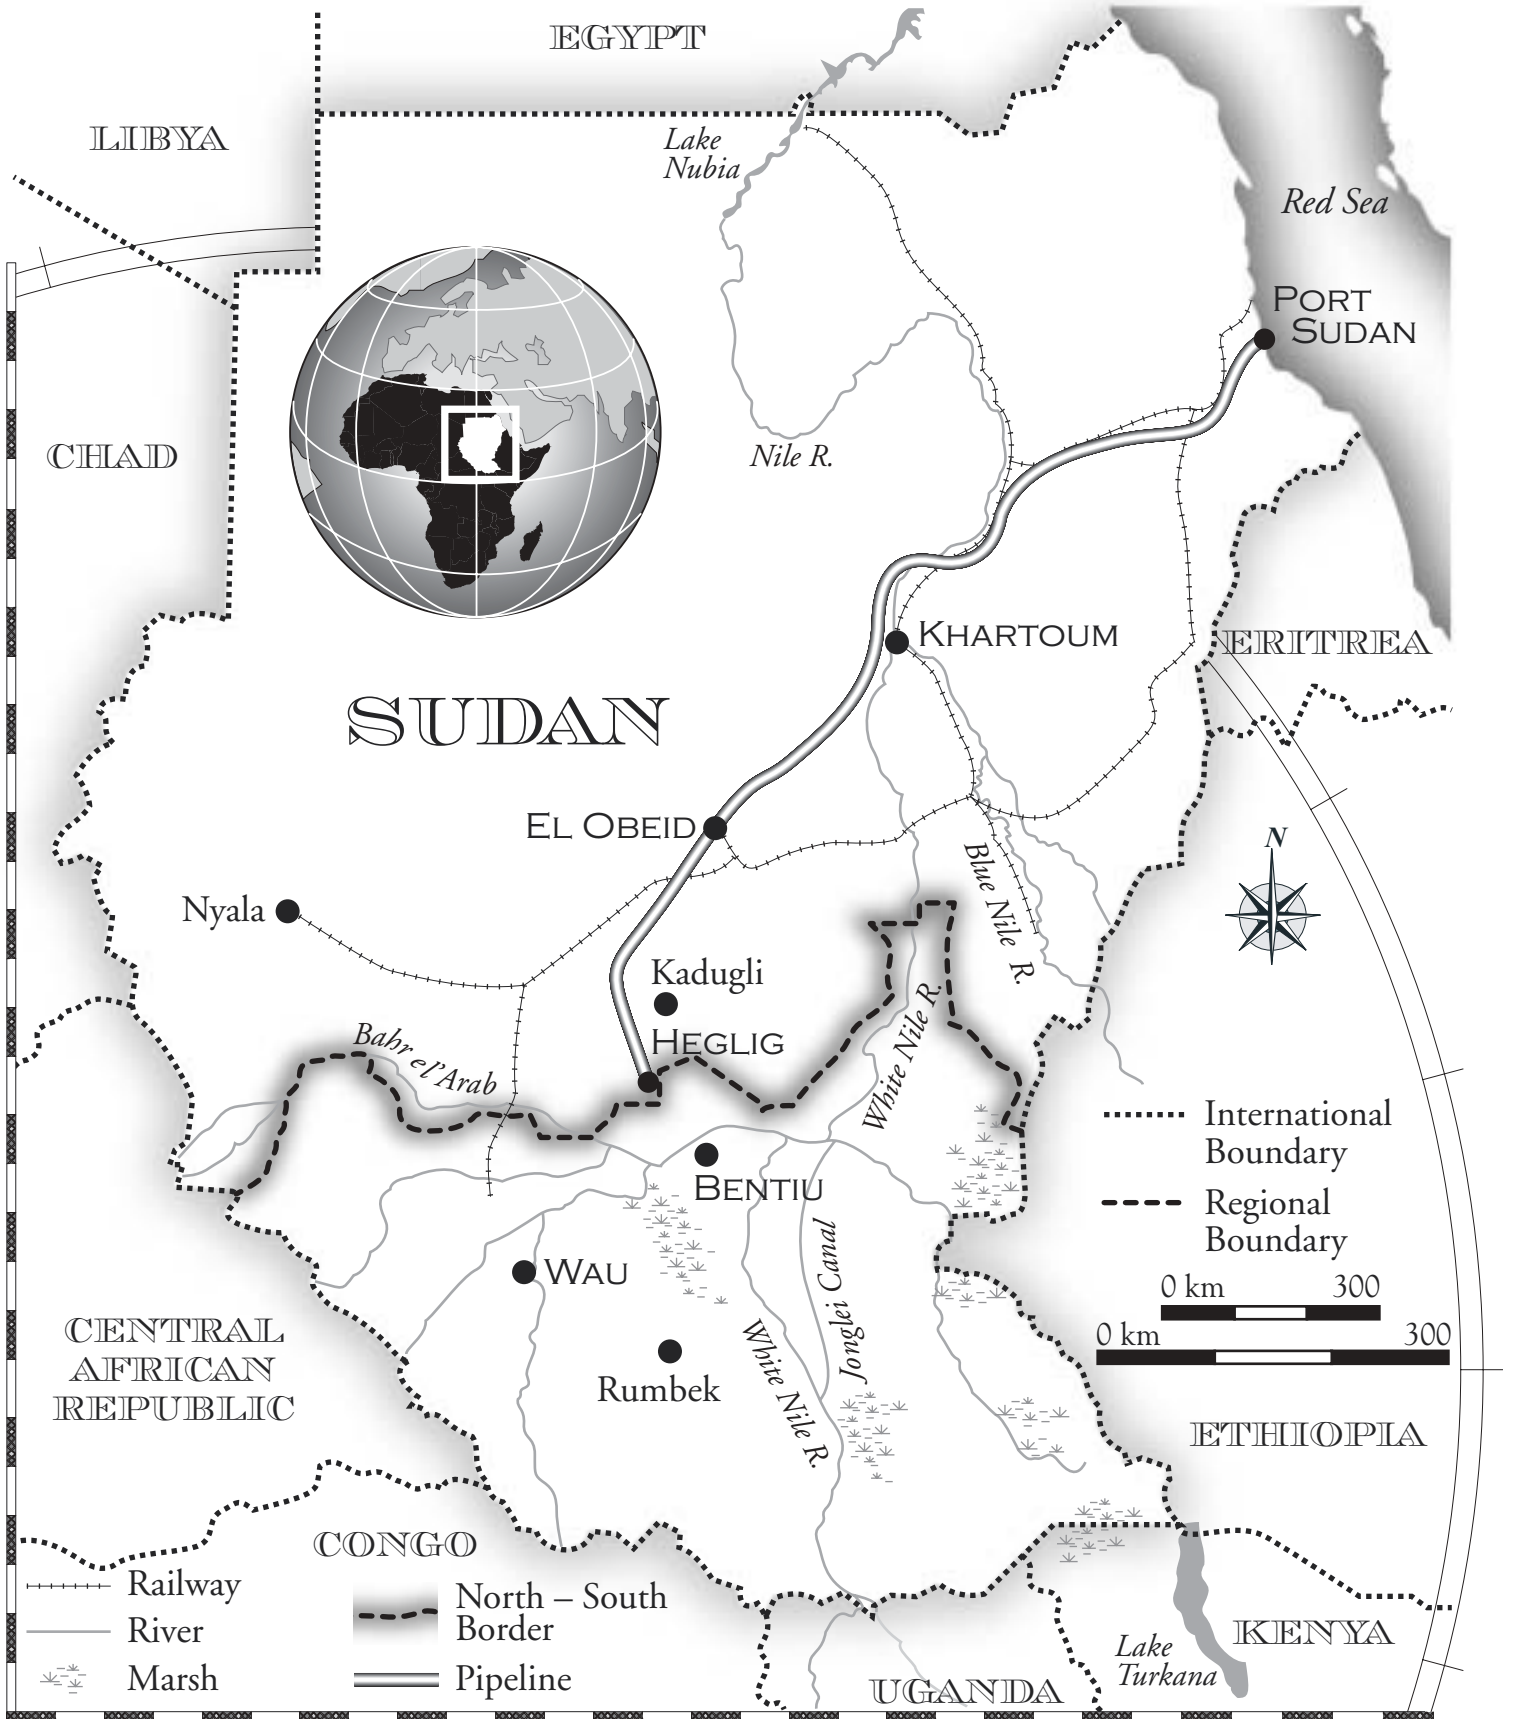 EGYPT
LIBYA
Lake
Nubia
Red Sea
PORT
SUDAN
CHAD
Nile R.
KHARTOUM
ERITREA
SUDAN
EL OBEID
N
Blue Nile R.
Nyala
Kadugli
HEGLIG
Bahr el'Arab
White Nile R.
International
Boundary
BENTIU
Regional
Boundary
Jonglei Canal
WAU
0 km 300
0 km 300
CENTRAL
AFRICAN
REPUBLIC
White Nile R.
Rumbek
ETHIOPIA
CONGO
Railway
River
Marsh
North – South
Border
Pipeline
KENYA
Lake
Turkana
UGANDA